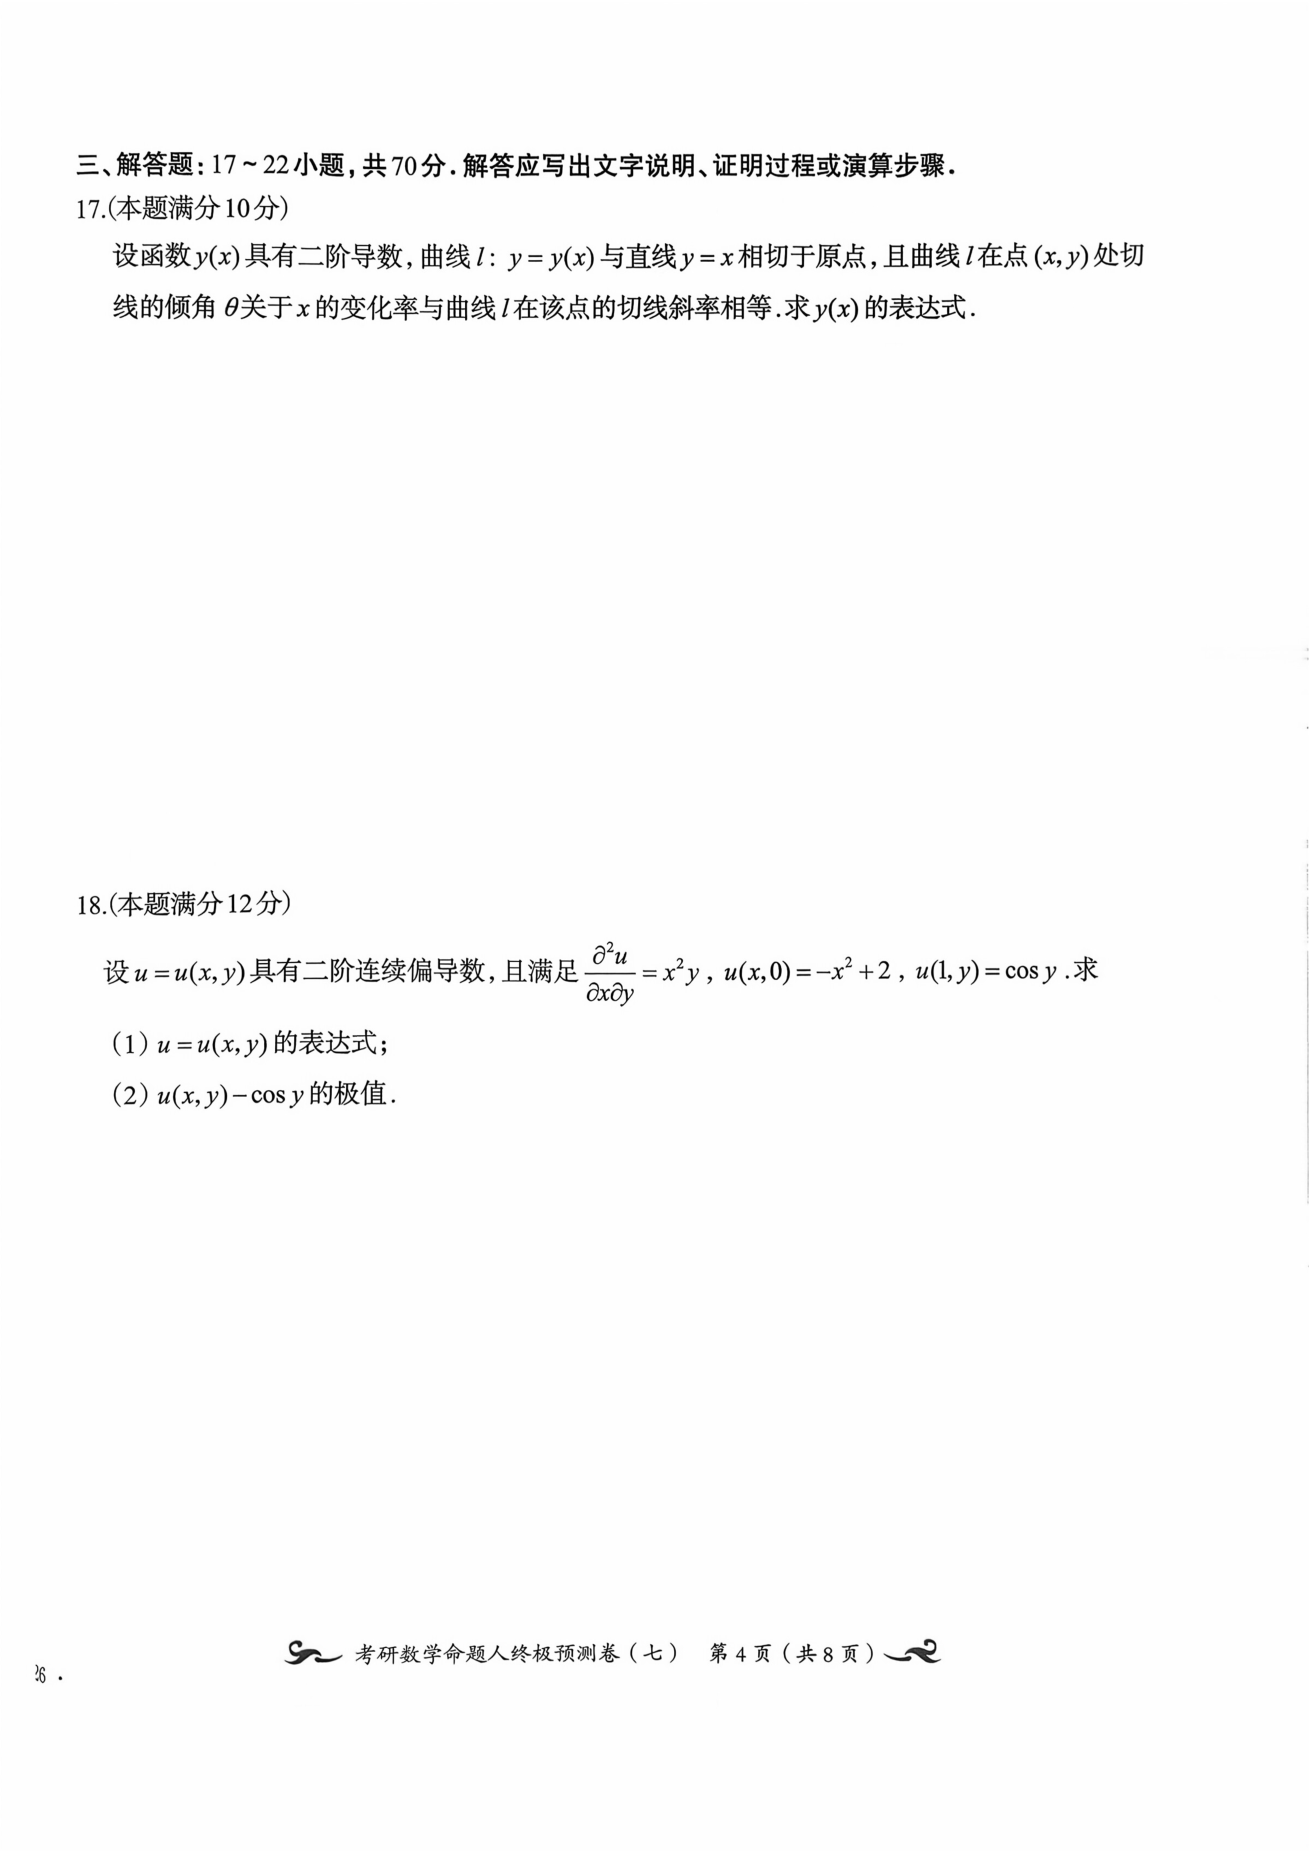 三、解答题：17～22小题，共70分．解答应写出文字说明、证明过程或演算步骤．
17.(本题满分10分)
设函数y(x)具有二阶导数，曲线l：y=y(x)与直线y=x相切于原点，且曲线l在点(x,y)处切
线的倾角θ关于x的变化率与曲线l在该点的切线斜率相等．求y(x)的表达式．
18.(本题满分12分)
设u=u(x,y)具有二阶连续偏导数，且满足∂²u/∂x∂y=x²y，u(x,0)=−x²+2，u(1,y)=cos y．求
（1）u=u(x,y)的表达式；
（2）u(x,y)−cos y的极值．
考研数学命题人终极预测卷（七） 第4页（共8页）